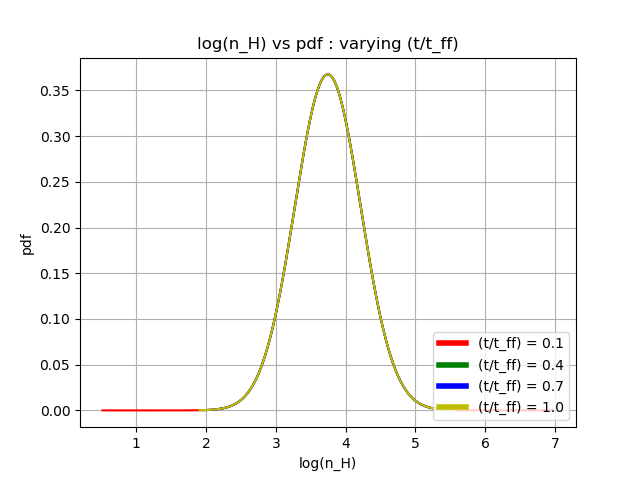 log(n_H) vs pdf : varying (t/t_ff)
pdf
0.35
0.30
0.25
0.20
0.15
0.10
0.05
0.00
(t/t_ff) = 0.1
(t/t_ff) = 0.4
(t/t_ff) = 0.7
(t/t_ff) = 1.0
1 2 3 4 5 6 7
log(n_H)